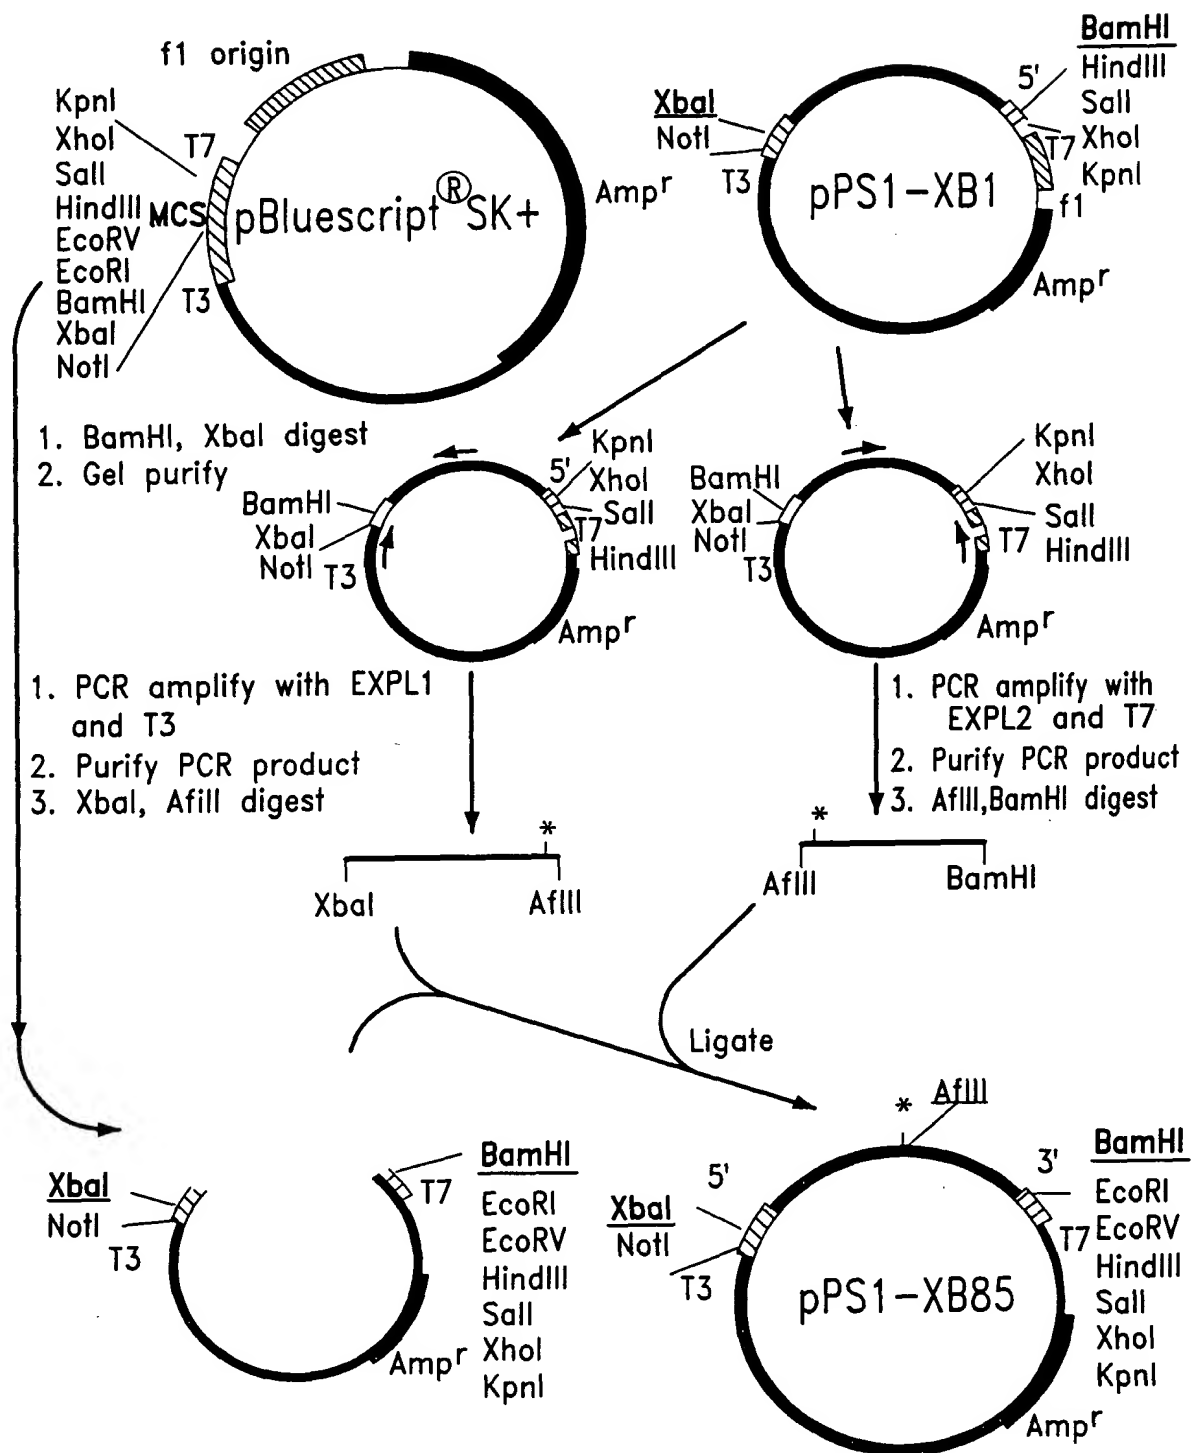 f1 origin
KpnI
XhoI
SalI
HindIII
EcoRV
EcoRI
BamHI
XbaI
NotI
T7
MCS
T3
pBluescript®SK+
Ampr
XbaI
NotI
T3
pPS1-XB1
5'
BamHI
HindIII
SalI
XhoI
KpnI
T7
f1
Ampr
1. BamHI, XbaI digest
2. Gel purify
BamHI
XbaI
NotI
T3
5'
KpnI
XhoI
SalI
T7
HindIII
Ampr
BamHI
XbaI
NotI
T3
KpnI
XhoI
SalI
T7
HindIII
Ampr
1. PCR amplify with EXPL1
and T3
2. Purify PCR product
3. XbaI, AflII digest
1. PCR amplify with
EXPL2 and T7
2. Purify PCR product
3. AflII,BamHI digest
*
XbaI
AflII
*
AflII
BamHI
Ligate
XbaI
NotI
T3
T7
BamHI
EcoRI
EcoRV
HindIII
SalI
XhoI
KpnI
Ampr
* AflII
5'
XbaI
NotI
T3
pPS1-XB85
3'
T7
BamHI
EcoRI
EcoRV
HindIII
SalI
XhoI
KpnI
Ampr